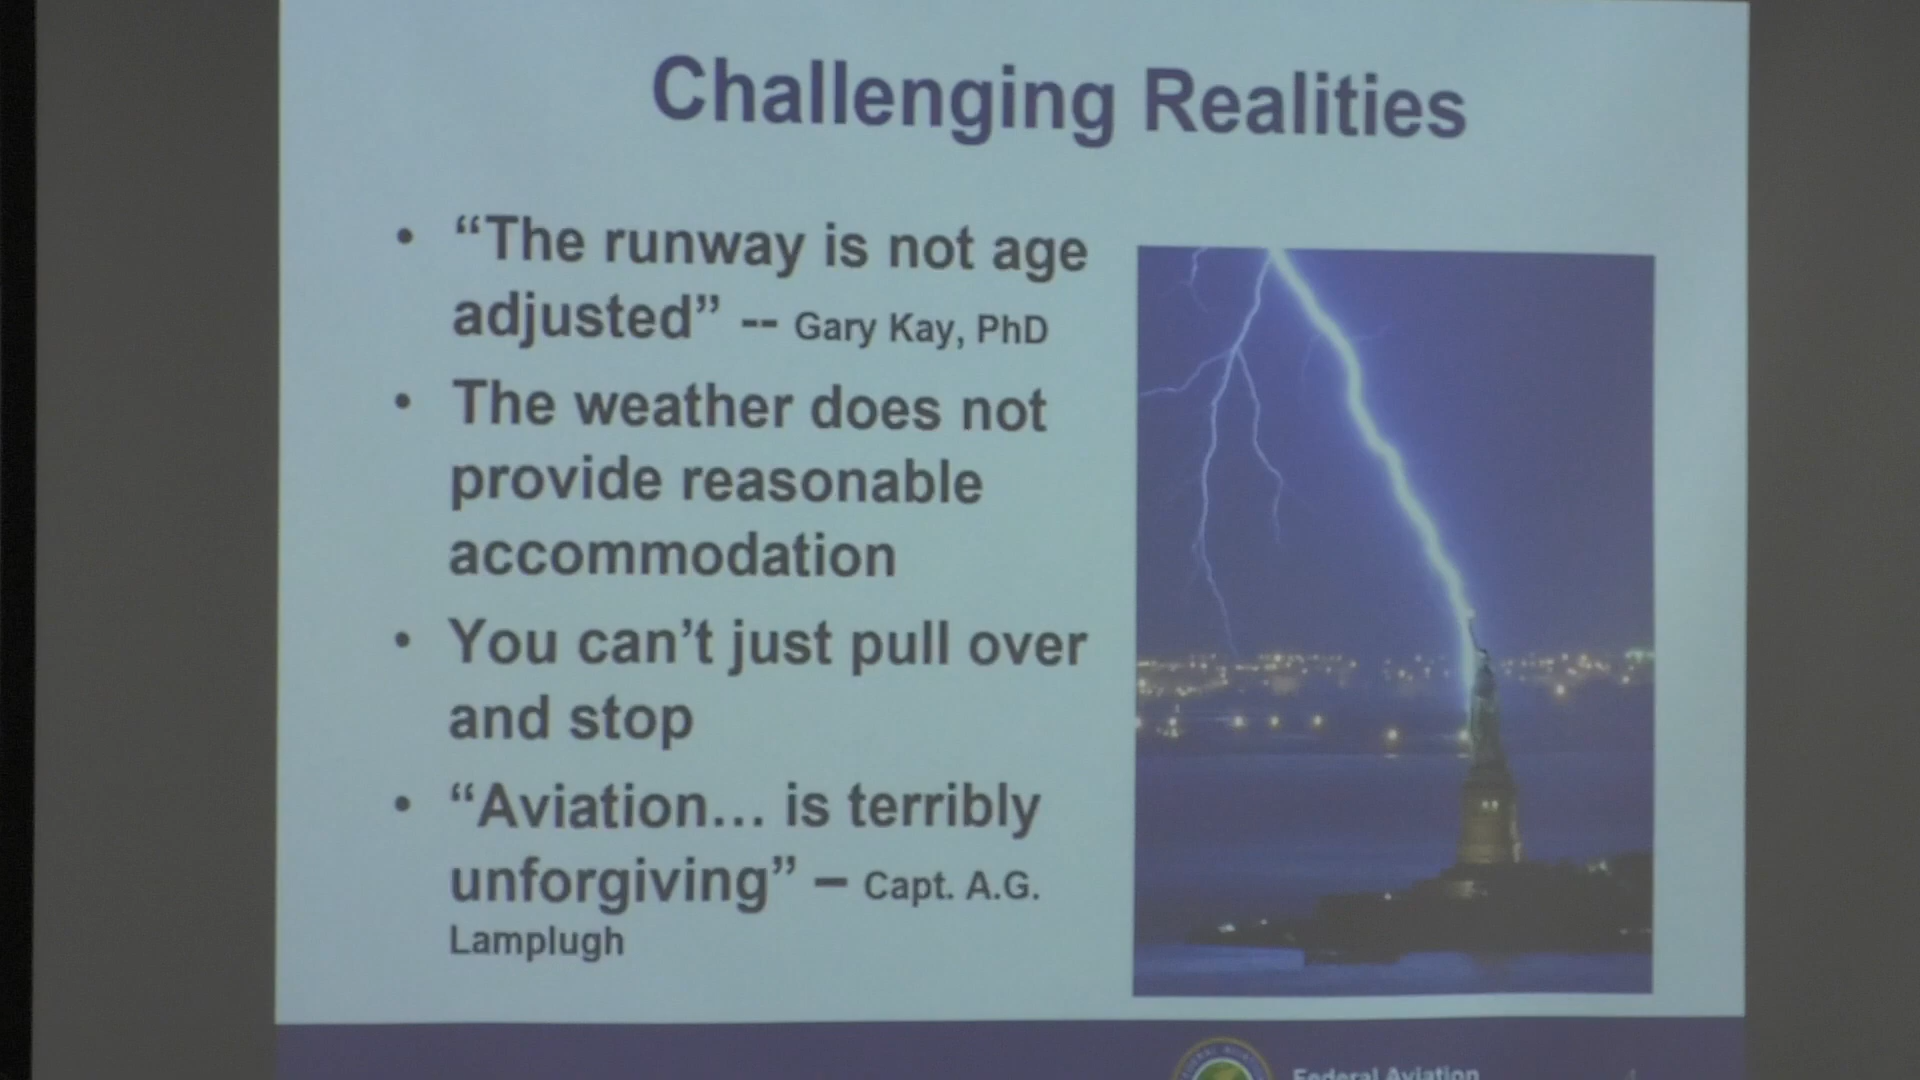 Challenging Realities
• “The runway is not age
adjusted” -- Gary Kay, PhD
• The weather does not
provide reasonable
accommodation
• You can’t just pull over
and stop
• “Aviation… is terribly
unforgiving” – Capt. A.G.
Lamplugh
Federal Aviation